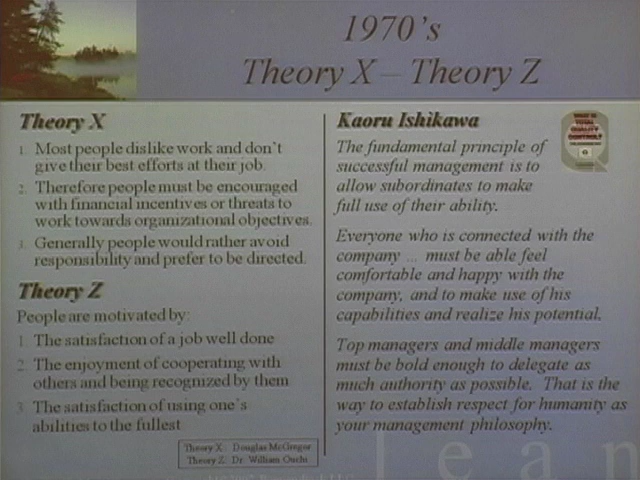 1970's
Theory X – Theory Z
Theory X
1. Most people dislike work and don't
give their best efforts at their job.
2. Therefore people must be encouraged
with financial incentives or threats to
work towards organizational objectives.
3. Generally people would rather avoid
responsibility and prefer to be directed.
Theory Z
People are motivated by:
1 The satisfaction of a job well done
2. The enjoyment of cooperating with
others and being recognized by them
3 The satisfaction of using one's
abilities to the fullest
Theory X: Douglas McGregor
Theory Z: Dr. William Ouchi
Kaoru Ishikawa
WHAT IS
TOTAL
QUALITY
CONTROL?
The fundamental principle of
successful management is to
allow subordinates to make
full use of their ability.
Everyone who is connected with the
company ... must be able feel
comfortable and happy with the
company, and to make use of his
capabilities and realize his potential.
Top managers and middle managers
must be bold enough to delegate as
much authority as possible. That is the
way to establish respect for humanity as
your management philosophy.
lean